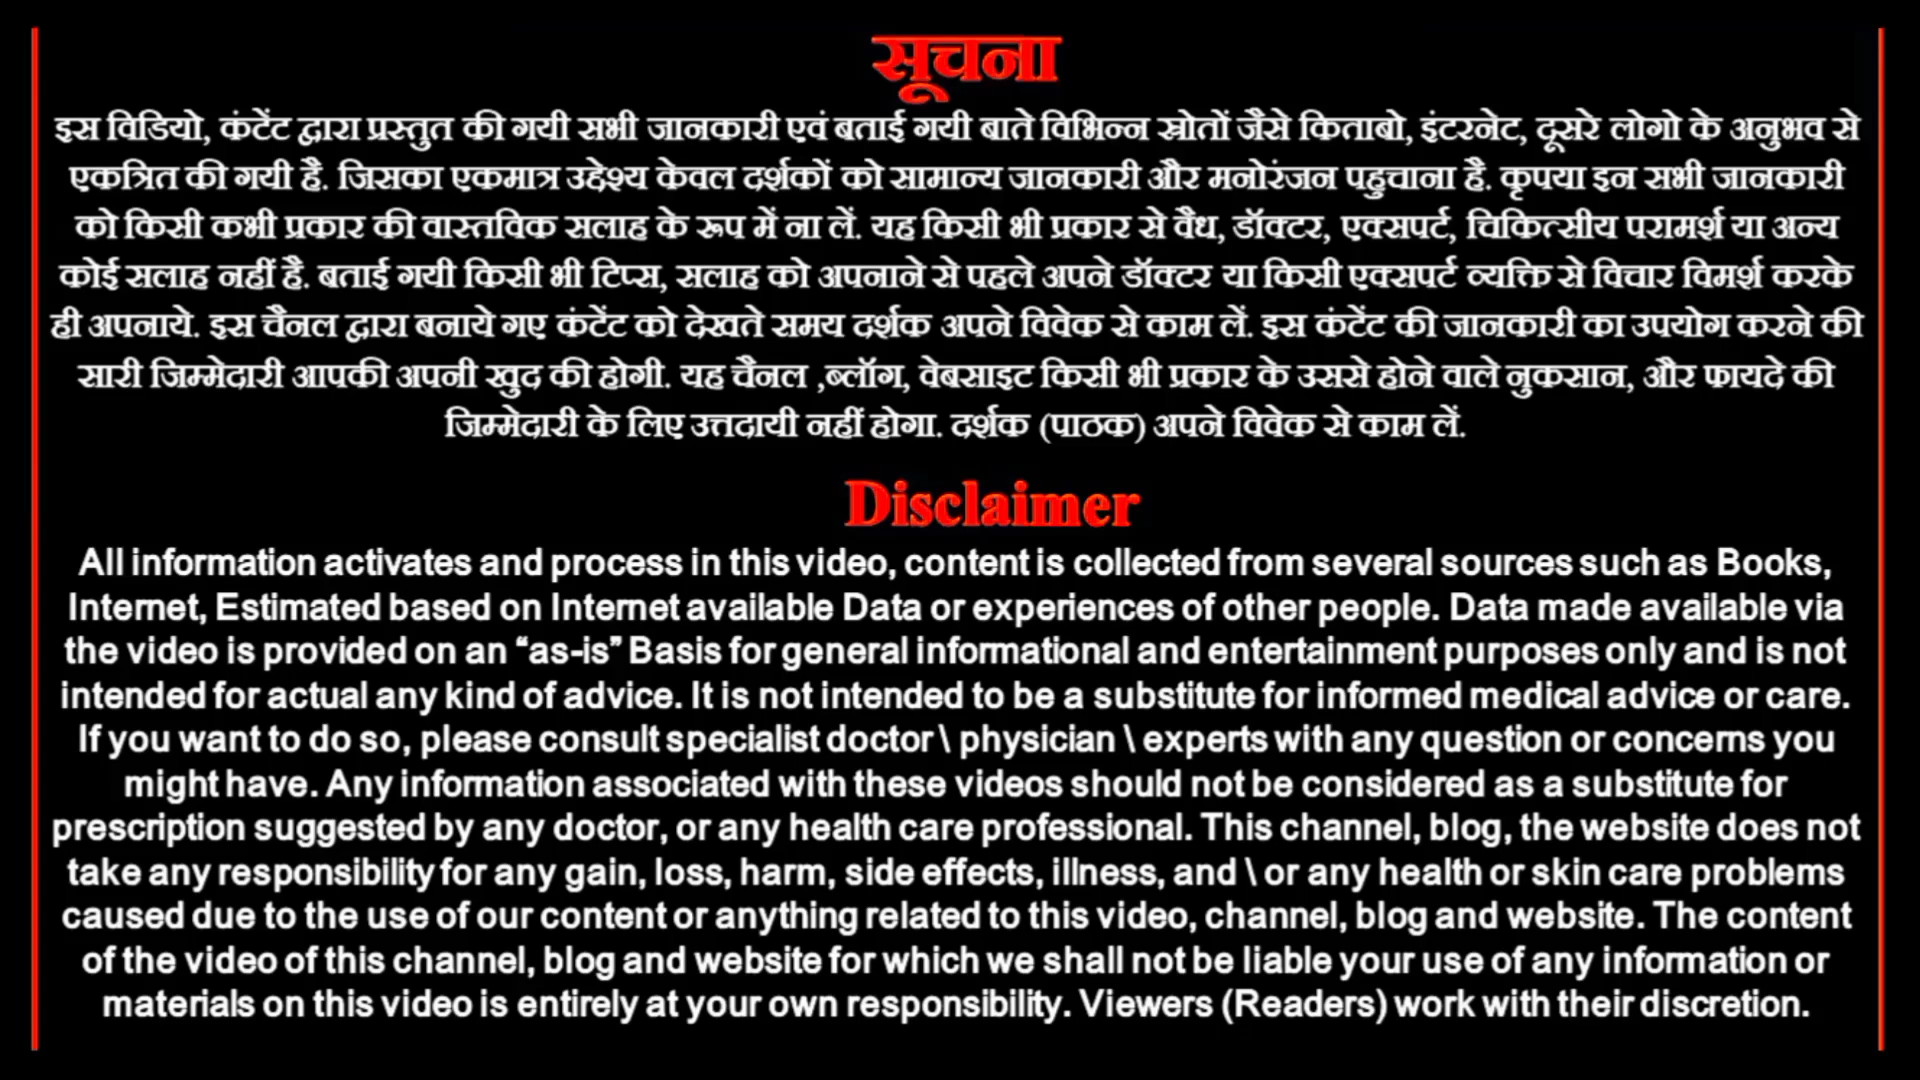 सूचना
इस विडियो, कंटेंट द्वारा प्रस्तुत की गयी सभी जानकारी एवं बताई गयी बाते विभिन्न स्रोतों जैसे किताबो, इंटरनेट, दूसरे लोगो के अनुभव से
एकत्रित की गयी है. जिसका एकमात्र उद्देश्य केवल दर्शकों को सामान्य जानकारी और मनोरंजन पहुचाना है. कृपया इन सभी जानकारी
को किसी कभी प्रकार की वास्तविक सलाह के रूप में ना लें. यह किसी भी प्रकार से वैध, डॉक्टर, एक्सपर्ट, चिकित्सीय परामर्श या अन्य
कोई सलाह नहीं है. बताई गयी किसी भी टिप्स, सलाह को अपनाने से पहले अपने डॉक्टर या किसी एक्सपर्ट व्यक्ति से विचार विमर्श करके
ही अपनाये. इस चैनल द्वारा बनाये गए कंटेंट को देखते समय दर्शक अपने विवेक से काम लें. इस कंटेंट की जानकारी का उपयोग करने की
सारी जिम्मेदारी आपकी अपनी खुद की होगी. यह चैनल ,ब्लॉग, वेबसाइट किसी भी प्रकार के उससे होने वाले नुकसान, और फायदे की
जिम्मेदारी के लिए उत्तदायी नहीं होगा. दर्शक (पाठक) अपने विवेक से काम लें.
Disclaimer
All information activates and process in this video, content is collected from several sources such as Books,
Internet, Estimated based on Internet available Data or experiences of other people. Data made available via
the video is provided on an “as-is” Basis for general informational and entertainment purposes only and is not
intended for actual any kind of advice. It is not intended to be a substitute for informed medical advice or care.
If you want to do so, please consult specialist doctor \ physician \ experts with any question or concerns you
might have. Any information associated with these videos should not be considered as a substitute for
prescription suggested by any doctor, or any health care professional. This channel, blog, the website does not
take any responsibility for any gain, loss, harm, side effects, illness, and \ or any health or skin care problems
caused due to the use of our content or anything related to this video, channel, blog and website. The content
of the video of this channel, blog and website for which we shall not be liable your use of any information or
materials on this video is entirely at your own responsibility. Viewers (Readers) work with their discretion.